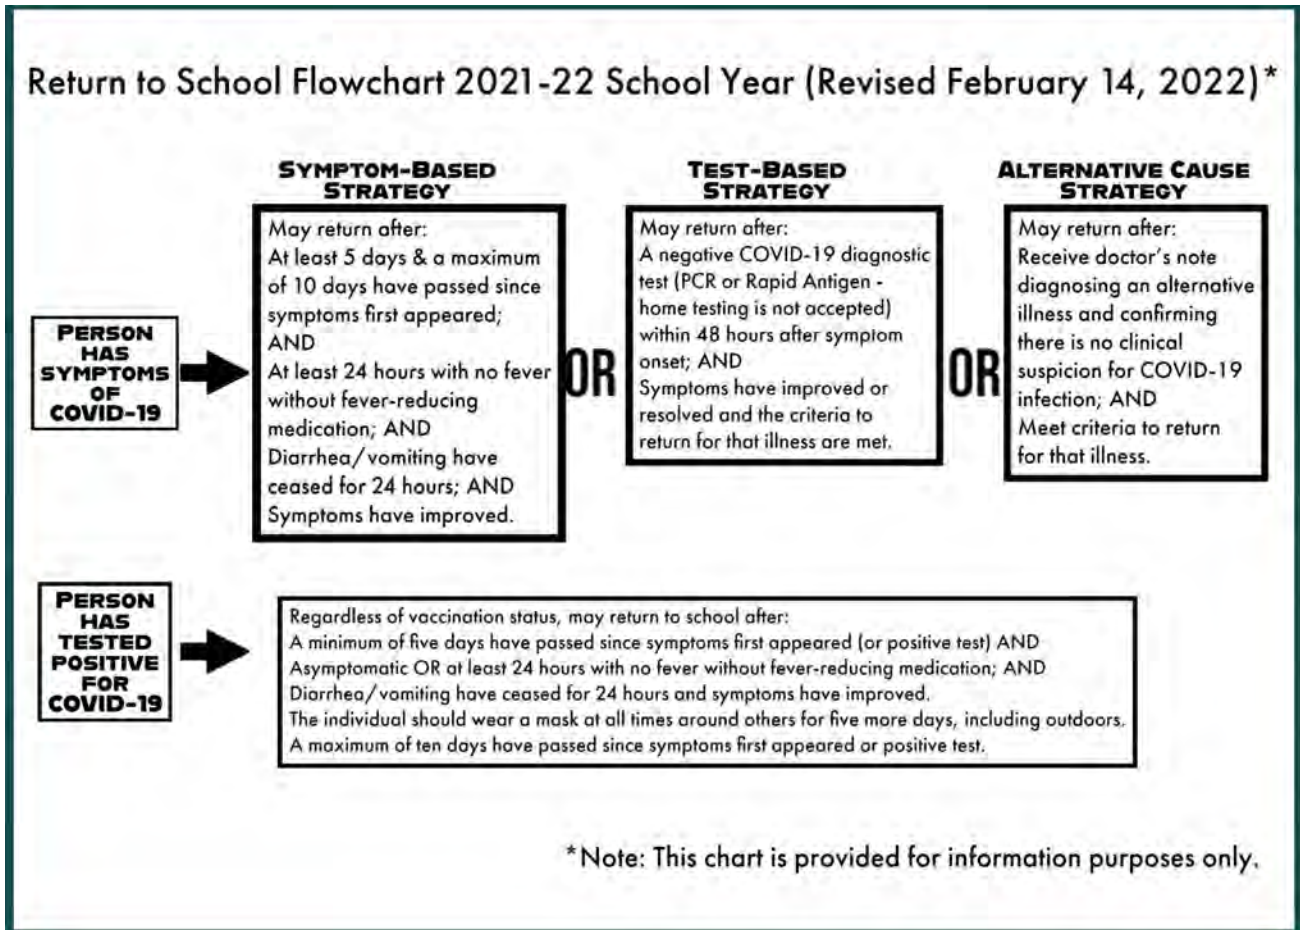 Return to School Flowchart 2021-22 School Year (Revised February 14, 2022)*
SYMPTOM-BASED
STRATEGY
May return after:
At least 5 days & a maximum
of 10 days have passed since
symptoms first appeared;
AND
At least 24 hours with no fever
without fever-reducing
medication; AND
Diarrhea/vomiting have
ceased for 24 hours; AND
Symptoms have improved.
TEST-BASED
STRATEGY
May return after:
A negative COVID-19 diagnostic
test (PCR or Rapid Antigen -
home testing is not accepted)
within 48 hours after symptom
onset; AND
Symptoms have improved or
resolved and the criteria to
return for that illness are met.
ALTERNATIVE CAUSE
STRATEGY
May return after:
Receive doctor's note
diagnosing an alternative
illness and confirming
there is no clinical
suspicion for COVID-19
infection; AND
Meet criteria to return
for that illness.
PERSON
HAS
SYMPTOMS
OF
COVID-19
OR
OR
PERSON
HAS
TESTED
POSITIVE
FOR
COVID-19
Regardless of vaccination status, may return to school after:
A minimum of five days have passed since symptoms first appeared (or positive test) AND
Asymptomatic OR at least 24 hours with no fever without fever-reducing medication; AND
Diarrhea/vomiting have ceased for 24 hours and symptoms have improved.
The individual should wear a mask at all times around others for five more days, including outdoors.
A maximum of ten days have passed since symptoms first appeared or positive test.
*Note: This chart is provided for information purposes only.